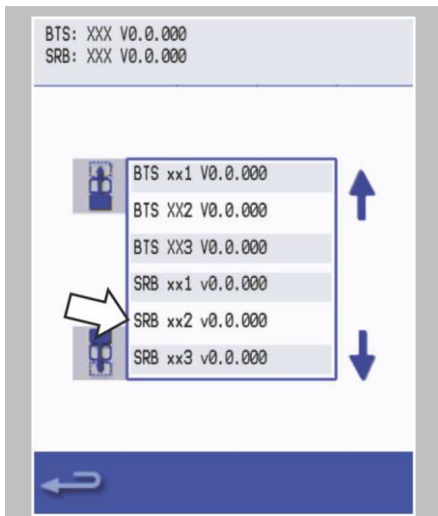 BTS: XXX V0.0.000
SRB: XXX V0.0.000
BTS xx1 V0.0.000
BTS XX2 V0.0.000
BTS XX3 V0.0.000
SRB xx1 v0.0.000
SRB xx2 v0.0.000
SRB xx3 v0.0.000